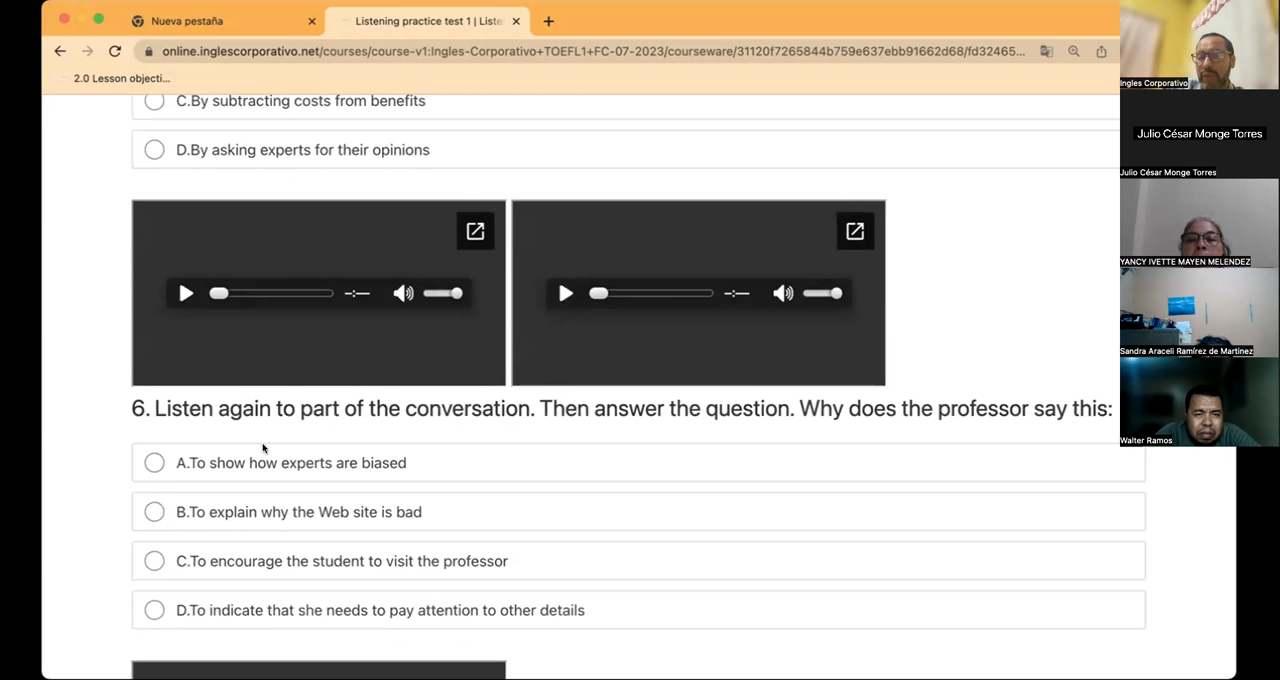 Nueva pestaña
Listening practice test 1 | Liste
online.inglescorporativo.net/courses/course-v1:Ingles-Corporativo+TOEFL1+FC-07-2023/courseware/31120f7265844b759e637ebb91662d68/fd32465...
2.0 Lesson objecti...
C.By subtracting costs from benefits
D.By asking experts for their opinions
6. Listen again to part of the conversation. Then answer the question. Why does the professor say this:
A.To show how experts are biased
B.To explain why the Web site is bad
C.To encourage the student to visit the professor
D.To indicate that she needs to pay attention to other details
Ingles Corporativo
Julio César Monge Torres
Julio César Monge Torres
YANCY IVETTE MAYEN MELENDEZ
Sandra Araceli Ramírez de Martínez
Walter Ramos